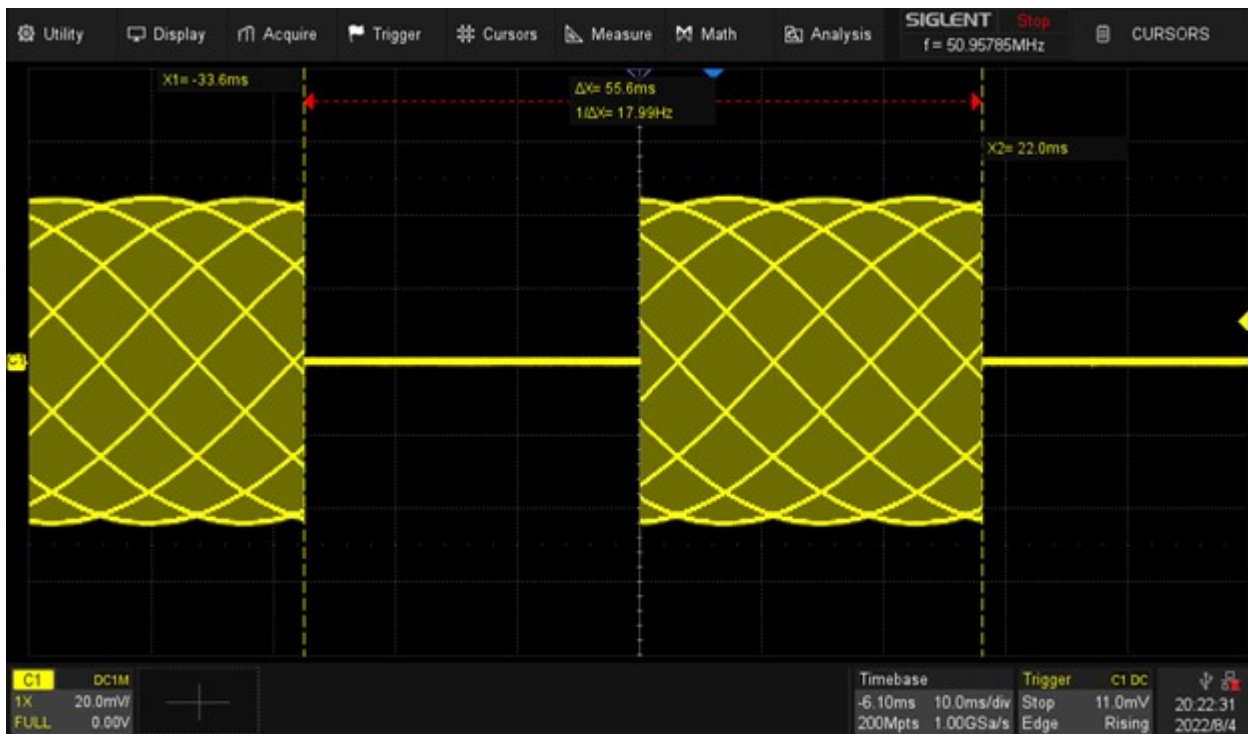 Utility Display Acquire Trigger Cursors Measure Math Analysis SIGLENT Stop
f = 50.95785MHz
CURSORS
X1= -33.6ms
ΔX= 55.6ms
1/ΔX= 17.99Hz
X2= 22.0ms
C1
C1 DC1M
1X 20.0mV/
FULL 0.00V
Timebase
-6.10ms 10.0ms/div
200Mpts 1.00GSa/s
Trigger C1 DC
Stop 11.0mV
Edge Rising
20:22:31
2022/8/4